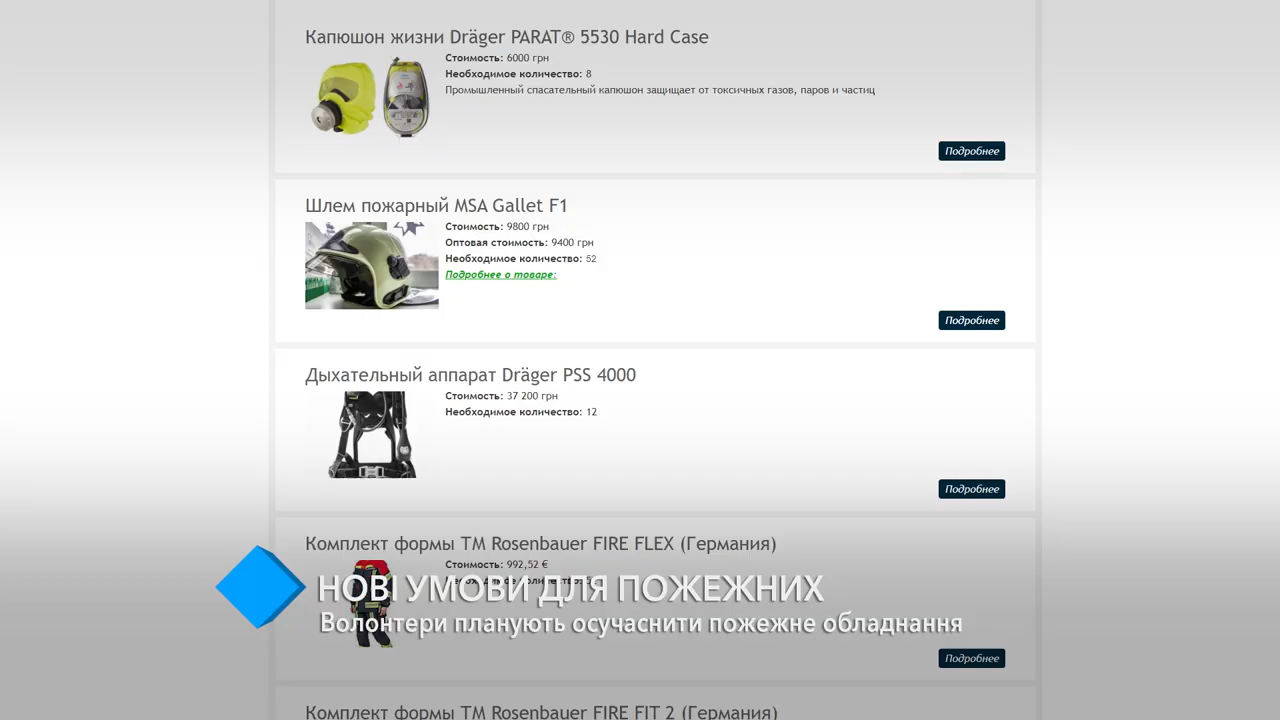 Капюшон жизни Dräger PARAT® 5530 Hard Case
Стоимость: 6000 грн
Необходимое количество: 8
Промышленный спасательный капюшон защищает от токсичных газов, паров и частиц
Подробнее
Шлем пожарный MSA Gallet F1
Стоимость: 9800 грн
Оптовая стоимость: 9400 грн
Необходимое количество: 52
Подробнее о товаре:
Подробнее
Дыхательный аппарат Dräger PSS 4000
Стоимость: 37 200 грн
Необходимое количество: 12
Подробнее
Комплект формы ТМ Rosenbauer FIRE FLEX (Германия)
Стоимость: 992,52 €
Необходимое количество:
НОВІ УМОВИ ДЛЯ ПОЖЕЖНИХ
Волонтери планують осучаснити пожежне обладнання
Подробнее
Комплект формы ТМ Rosenbauer FIRE FIT 2 (Германия)